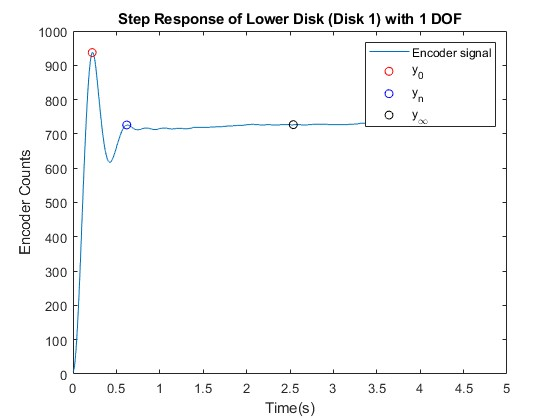 Step Response of Lower Disk (Disk 1) with 1 DOF
1000
900
800
700
600
500
400
300
200
100
0
Encoder Counts
Encoder signal
y0
yn
y∞
0 0.5 1 1.5 2 2.5 3 3.5 4 4.5 5
Time(s)